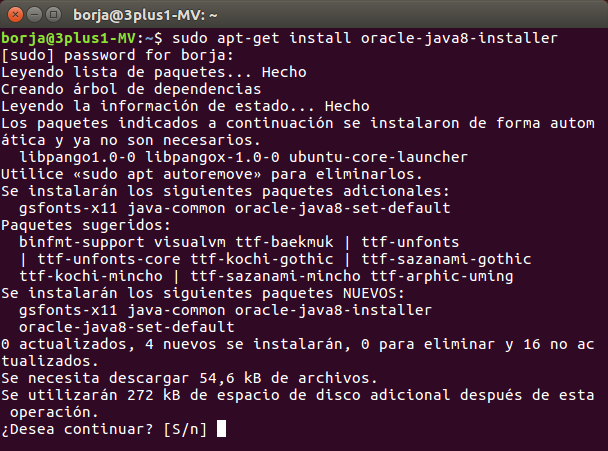 borja@3plus1-MV: ~
borja@3plus1-MV:~$ sudo apt-get install oracle-java8-installer
[sudo] password for borja:
Leyendo lista de paquetes... Hecho
Creando árbol de dependencias
Leyendo la información de estado... Hecho
Los paquetes indicados a continuación se instalaron de forma autom
ática y ya no son necesarios.
  libpango1.0-0 libpangox-1.0-0 ubuntu-core-launcher
Utilice «sudo apt autoremove» para eliminarlos.
Se instalarán los siguientes paquetes adicionales:
  gsfonts-x11 java-common oracle-java8-set-default
Paquetes sugeridos:
  binfmt-support visualvm ttf-baekmuk | ttf-unfonts
  | ttf-unfonts-core ttf-kochi-gothic | ttf-sazanami-gothic
  ttf-kochi-mincho | ttf-sazanami-mincho ttf-arphic-uming
Se instalarán los siguientes paquetes NUEVOS:
  gsfonts-x11 java-common oracle-java8-installer
  oracle-java8-set-default
0 actualizados, 4 nuevos se instalarán, 0 para eliminar y 16 no ac
tualizados.
Se necesita descargar 54,6 kB de archivos.
Se utilizarán 272 kB de espacio de disco adicional después de esta
 operación.
¿Desea continuar? [S/n]